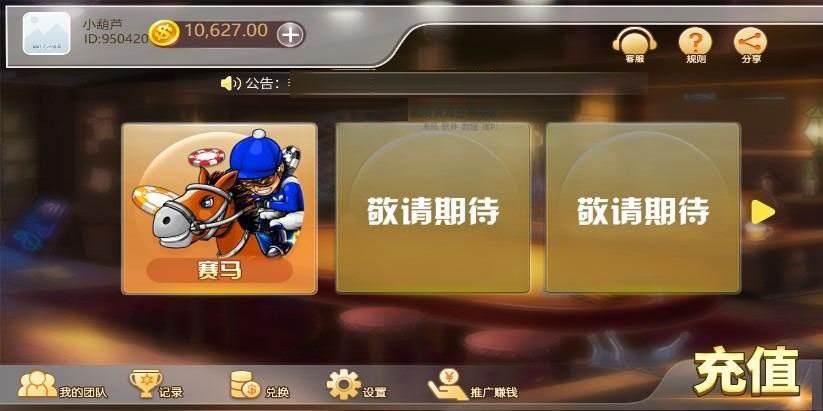 小葫芦
ID:950420
10,627.00
客服
规则
分享
公告：
敬请期待
敬请期待
赛马
我的团队
记录
兑换
设置
推广赚钱
充值